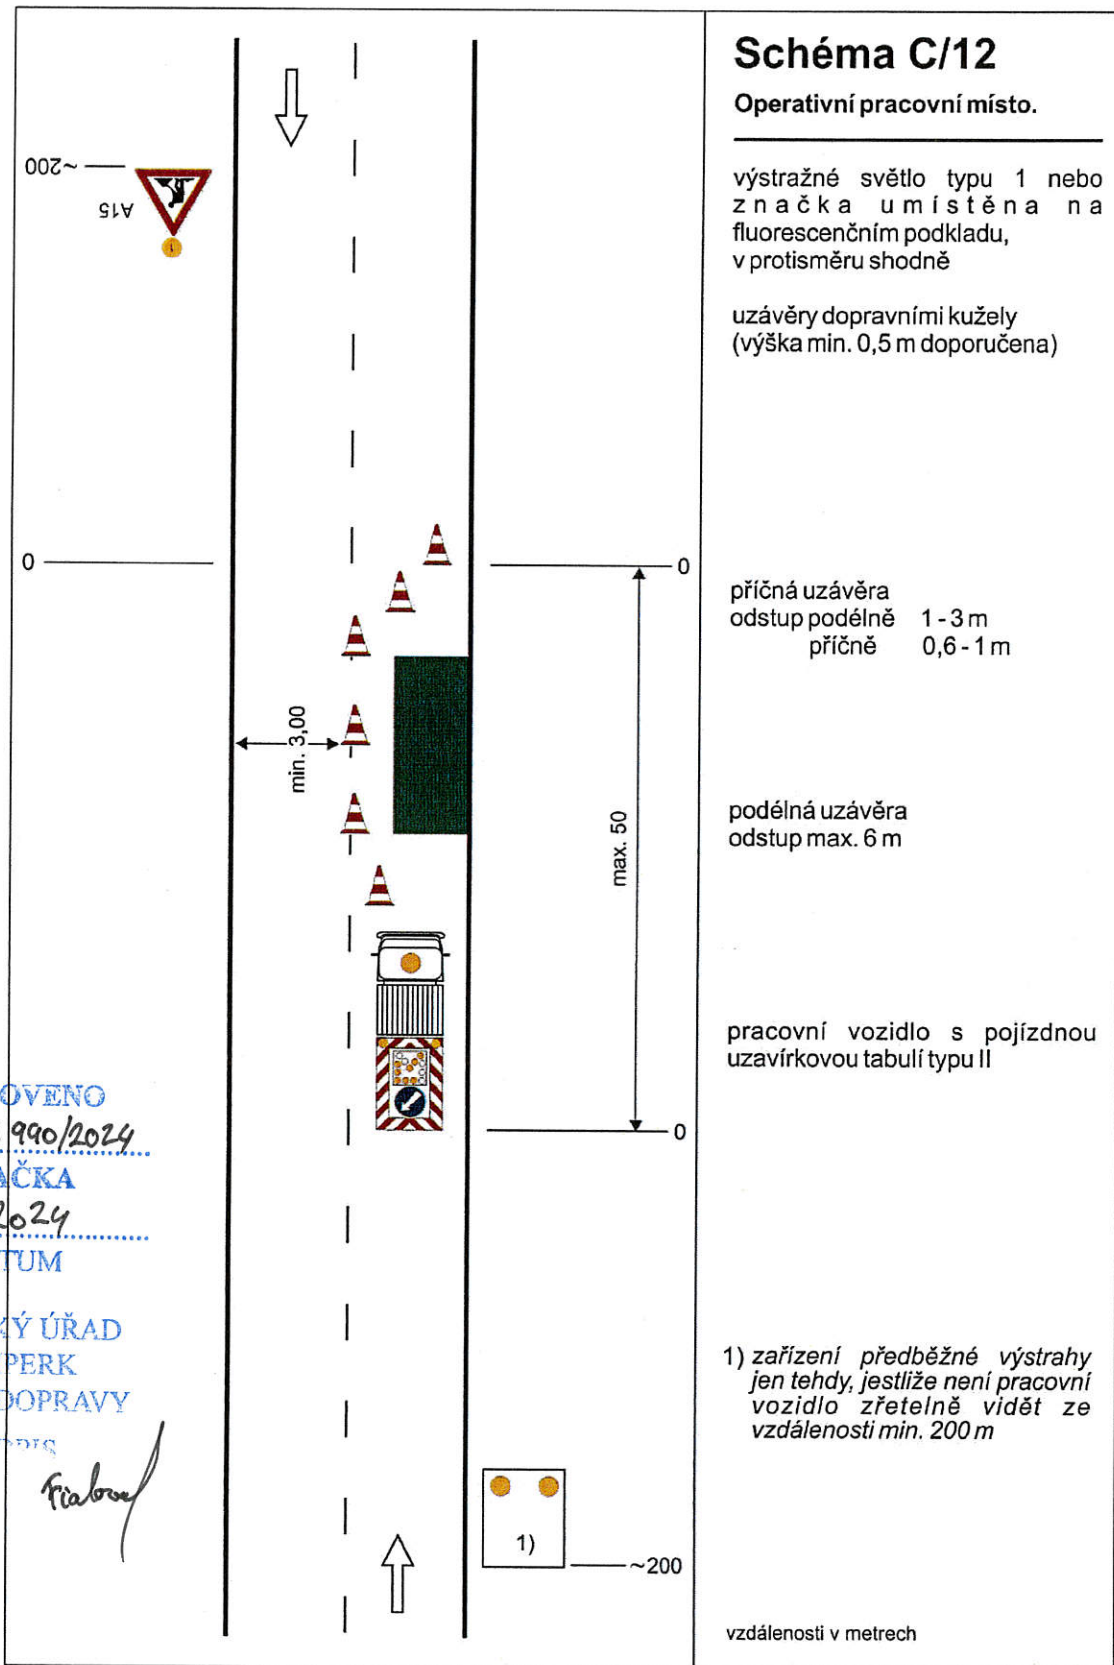 Schéma C/12
Operativní pracovní místo.
výstražné světlo typu 1 nebo
značka umístěna na
fluorescenčním podkladu,
v protisměru shodně
uzávěry dopravními kužely
(výška min. 0,5 m doporučena)
příčná uzávěra
odstup podélně 1 - 3 m
příčně 0,6 - 1 m
podélná uzávěra
odstup max. 6 m
pracovní vozidlo s pojízdnou
uzavírkovou tabulí typu II
1) zařízení předběžné výstrahy
jen tehdy, jestliže není pracovní
vozidlo zřetelně vidět ze
vzdálenosti min. 200 m
vzdálenosti v metrech
~200
A15
1
0
0
min. 3,00
max. 50
0
1)
~200
OVENO
990/2024
AČKA
2024
TUM
KÝ ÚŘAD
PERK
DOPRAVY